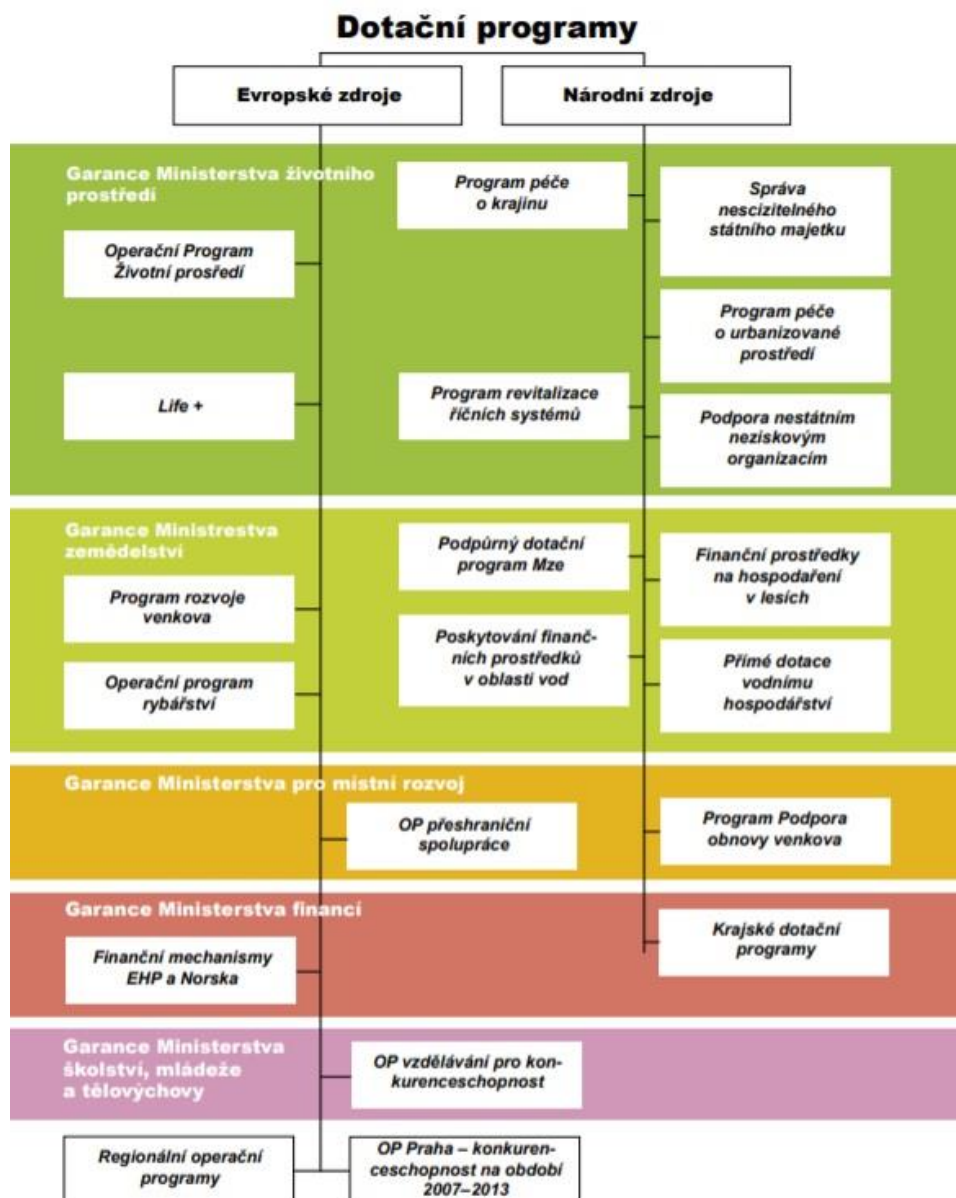 Dotační programy
Evropské zdroje
Národní zdroje
Garance Ministerstva životního
prostředí
Operační Program
Životní prosředí
Life +
Program péče
o krajinu
Program revitalizace
říčních systémů
Správa
nescizitelného
státního majetku
Program péče
o urbanizované
prostředí
Podpora nestátním
neziskovým
organizacím
Garance Ministrestva
zemédelství
Program rozvoje
venkova
Operační program
rybářství
Podpůrný dotační
program Mze
Poskytování finanč-
ních prostředků
v oblasti vod
Finanční prostředky
na hospodaření
v lesích
Přímé dotace
vodnímu
hospodářství
Garance Ministerstva pro místní rozvoj
OP přeshraniční
spolupráce
Program Podpora
obnovy venkova
Garance Ministerstva financí
Finanční mechanismy
EHP a Norska
Krajské dotační
programy
Garance Ministerstva
školství, mládeže
a tělovýchovy
OP vzdělávání pro kon-
kurenceschopnost
Regionální operační
programy
OP Praha – konkuren-
ceschopnost na období
2007–2013